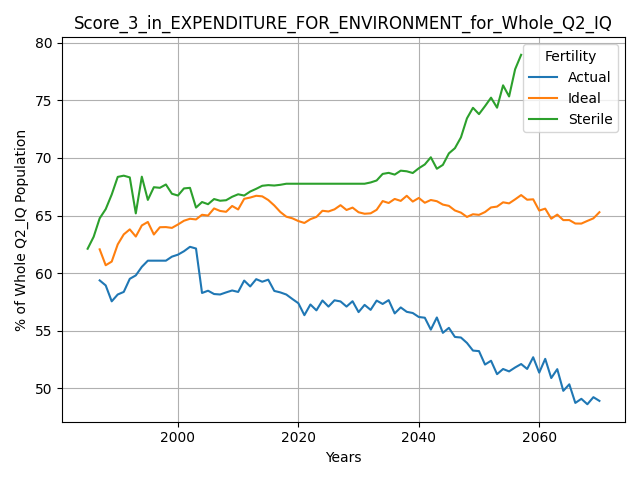 Score_3_in_EXPENDITURE_FOR_ENVIRONMENT_for_Whole_Q2_IQ
80
75
70
65
60
55
50
% of Whole Q2_IQ Population
Fertility
Actual
Ideal
Sterile
2000
2020
2040
2060
Years